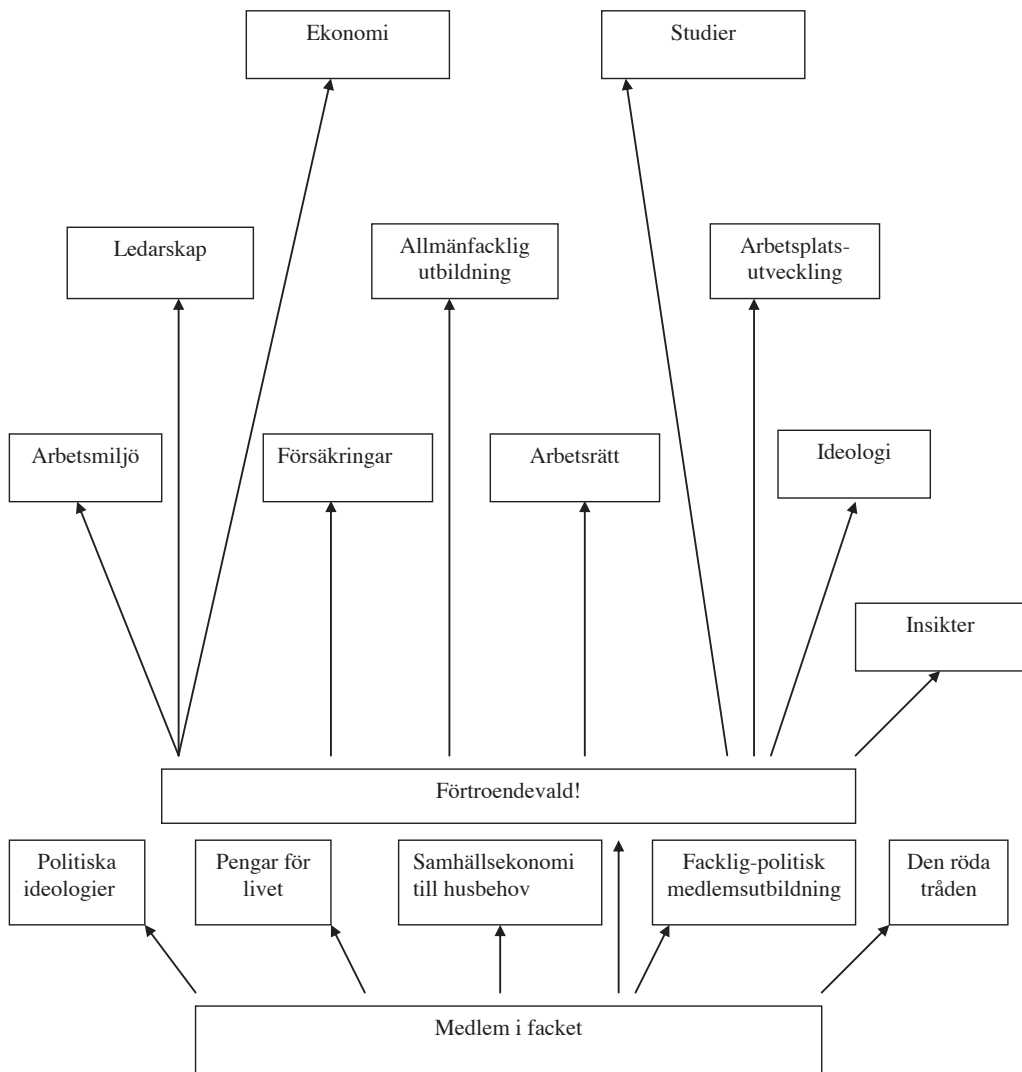 Ekonomi
Studier
Ledarskap
Allmänfacklig
utbildning
Arbetsplats-
utveckling
Arbetsmiljö
Försäkringar
Arbetsrätt
Ideologi
Insikter
Förtroendevald!
Politiska
ideologier
Pengar för
livet
Samhällsekonomi
till husbehov
Facklig-politisk
medlemsutbildning
Den röda
tråden
Medlem i facket